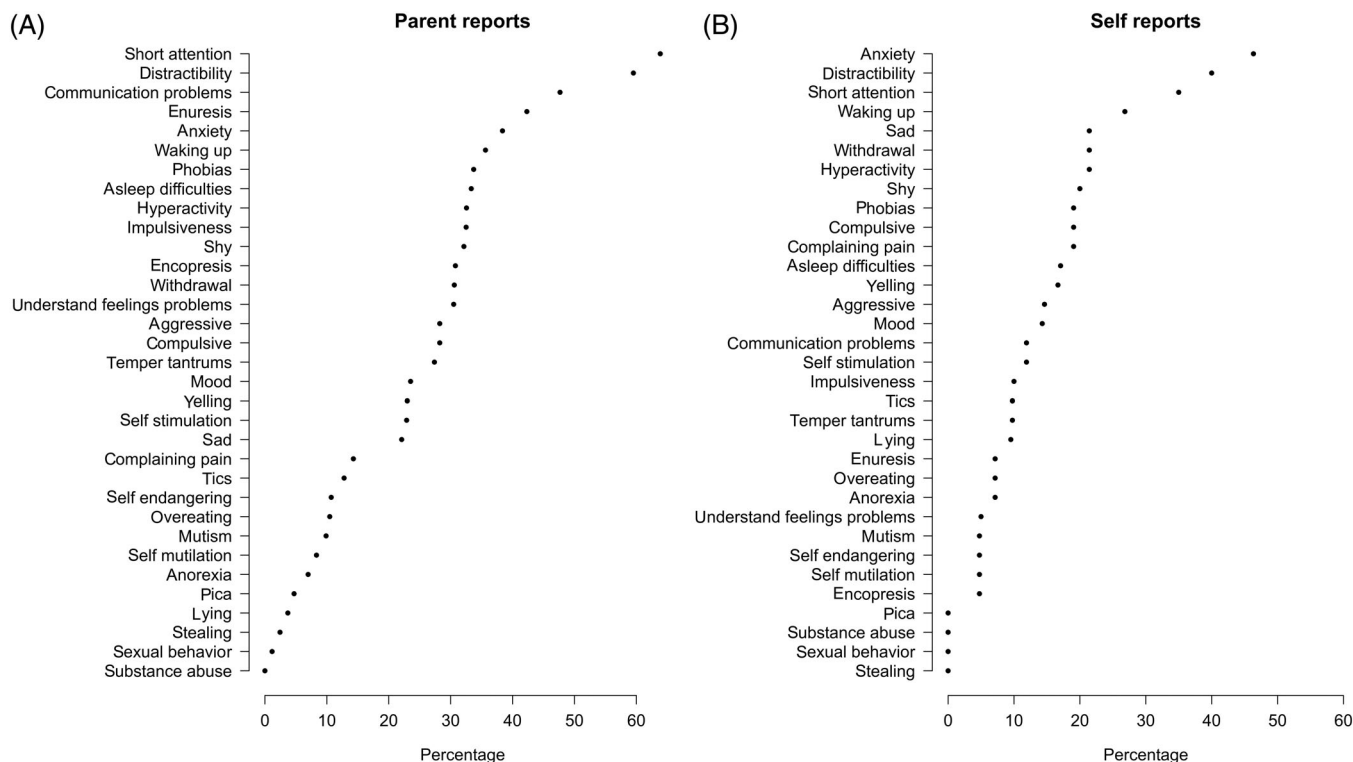 (A)
Parent reports
Short attention
Distractibility
Communication problems
Enuresis
Anxiety
Waking up
Phobias
Asleep difficulties
Hyperactivity
Impulsiveness
Shy
Encopresis
Withdrawal
Understand feelings problems
Aggressive
Compulsive
Temper tantrums
Mood
Yelling
Self stimulation
Sad
Complaining pain
Tics
Self endangering
Overeating
Mutism
Self mutilation
Anorexia
Pica
Lying
Stealing
Sexual behavior
Substance abuse
0 10 20 30 40 50 60
Percentage
(B)
Self reports
Anxiety
Distractibility
Short attention
Waking up
Sad
Withdrawal
Hyperactivity
Shy
Phobias
Compulsive
Complaining pain
Asleep difficulties
Yelling
Aggressive
Mood
Communication problems
Self stimulation
Impulsiveness
Tics
Temper tantrums
Lying
Enuresis
Overeating
Anorexia
Understand feelings problems
Mutism
Self endangering
Self mutilation
Encopresis
Pica
Substance abuse
Sexual behavior
Stealing
0 10 20 30 40 50 60
Percentage